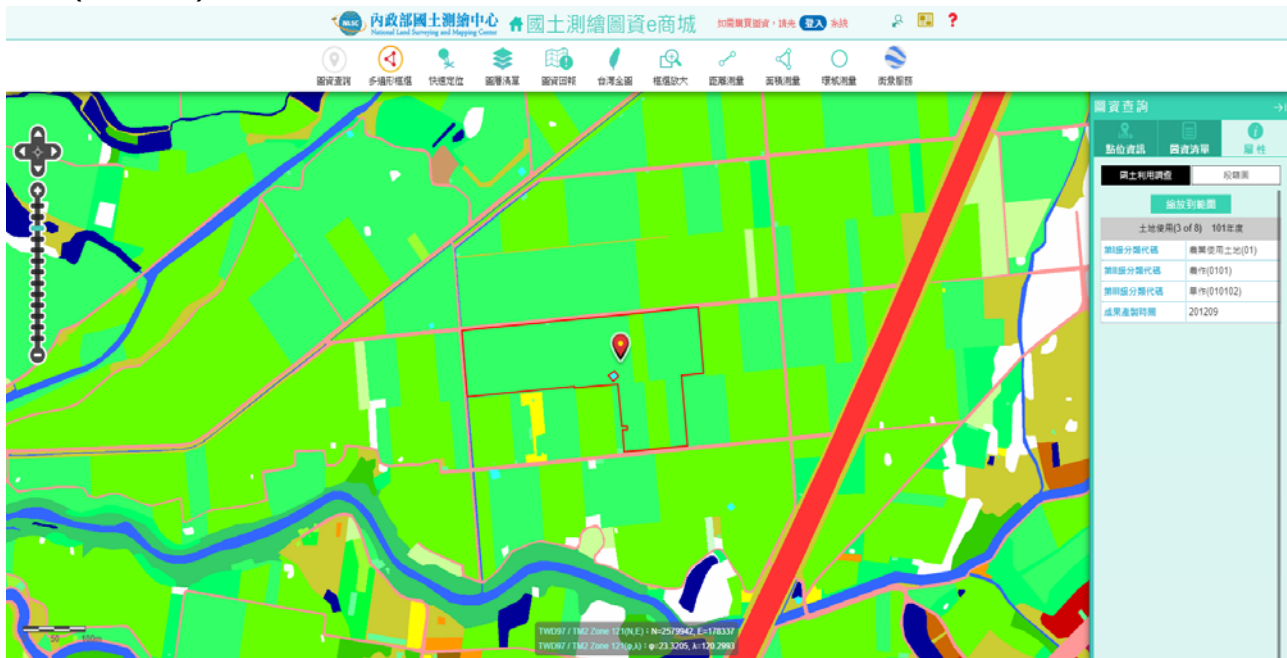 內政部國土測繪中心
National Land Surveying and Mapping Center
NLSC
國土測繪圖資e商城
如需購買圖資,請先 登入 系統
?
圖資查詢
多邊形框選
快速定位
圖層清單
圖資回報
台灣全圖
框選放大
距離測量
面積測量
環域測量
街景服務
圖資查詢
點位資訊
圖資清單
屬性
國土利用調查
段籍圖
縮放到範圍
土地使用(3 of 8) 101年度
第I級分類代碼 農業使用土地(01)
第II級分類代碼 農作(0101)
第III級分類代碼 旱作(010102)
成果產製時間 201209
50 100m
TWD97 / TM2 Zone 121(N,E):N=2579942, E=178337
TWD97 / TM2 Zone 121(φ,λ):φ=23.3205, λ=120.2993